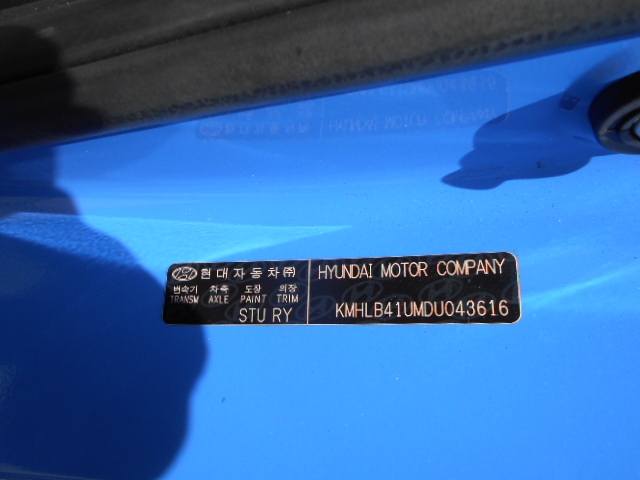 현대자동차㈜
변속기 차축 도장 의장
TRANSM AXLE PAINT TRIM
STU RY
HYUNDAI MOTOR COMPANY
KMHLB41UMDU043616